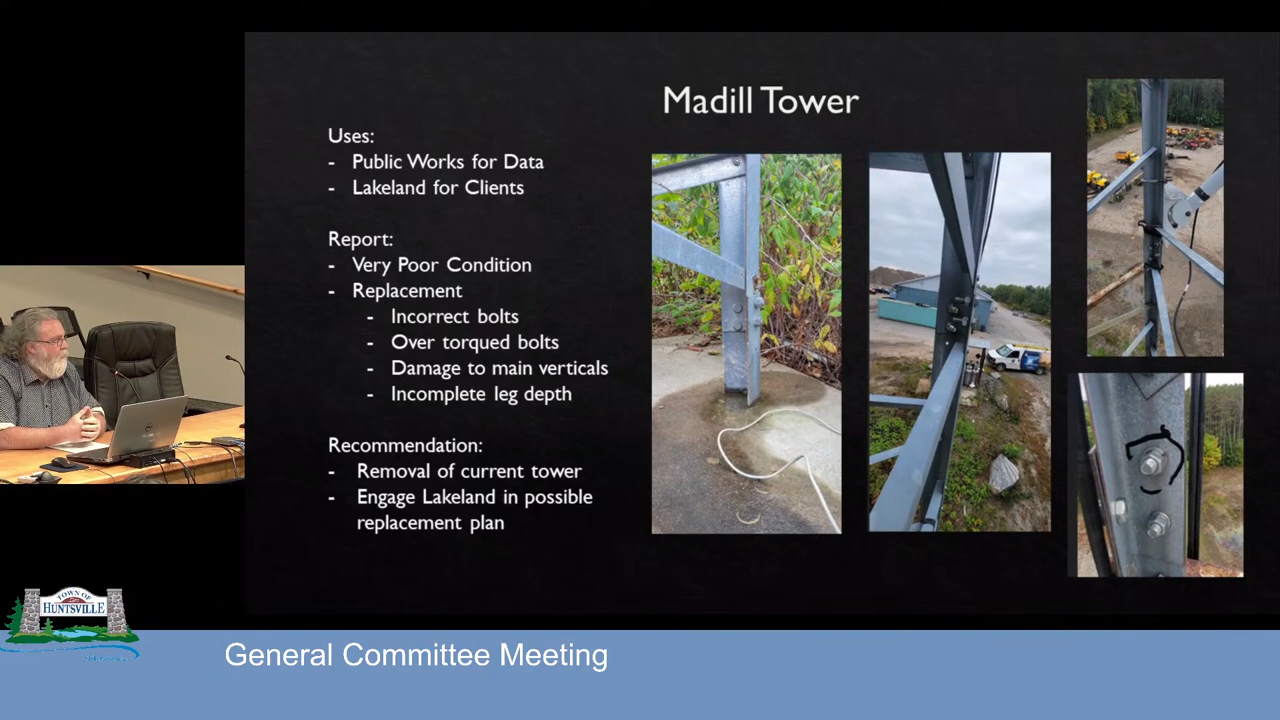 Madill Tower
Uses:
- Public Works for Data
- Lakeland for Clients
Report:
- Very Poor Condition
- Replacement
- Incorrect bolts
- Over torqued bolts
- Damage to main verticals
- Incomplete leg depth
Recommendation:
- Removal of current tower
- Engage Lakeland in possible
replacement plan
TOWN OF
HUNTSVILLE
General Committee Meeting